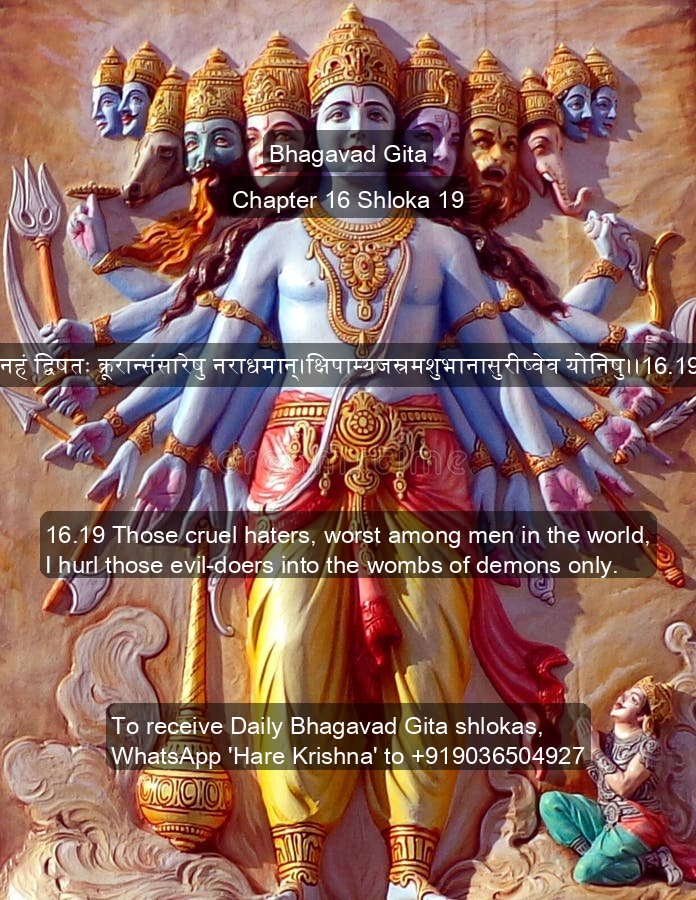 Bhagavad Gita
Chapter 16 Shloka 19
नहं द्विषतः क्रूरान्संसारेषु नराधमान्।क्षिपाम्यजस्रमशुभानासुरीष्वेव योनिषु।।16.19
dreamstime
16.19 Those cruel haters, worst among men in the world,
I hurl those evil-doers into the wombs of demons only.
To receive Daily Bhagavad Gita shlokas,
WhatsApp 'Hare Krishna' to +919036504927